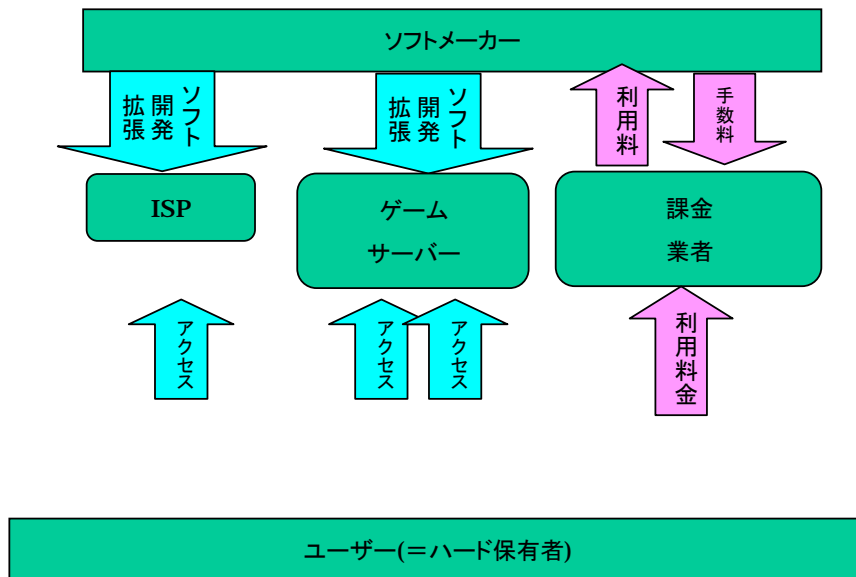 ソフトメーカー
ソフト
開発
拡張
ソフト
開発
拡張
利用料
手数料
ISP
ゲーム
サーバー
課金
業者
アクセス
アクセス
アクセス
利用料金
ユーザー(=ハード保有者)